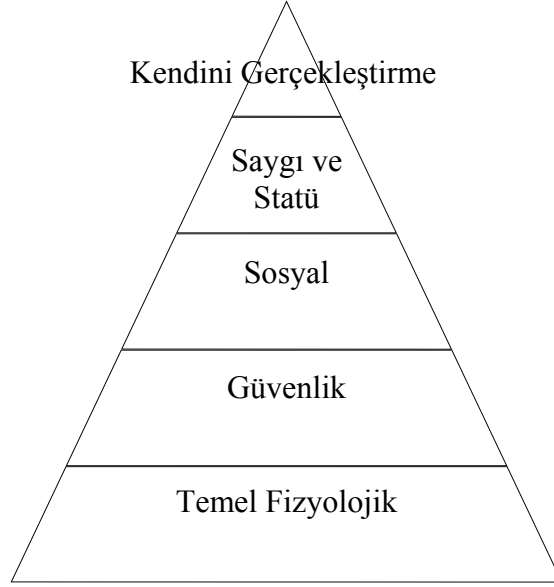 Kendini Gerçekleştirme
Saygı ve
Statü
Sosyal
Güvenlik
Temel Fizyolojik